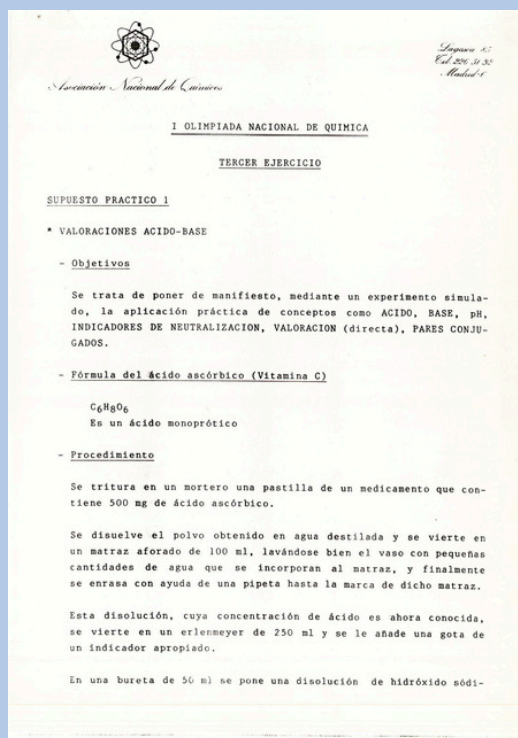 Asociación Nacional de Químicos
Lagasca 85
Tel. 226 31 32
Madrid-6
I OLIMPIADA NACIONAL DE QUIMICA
TERCER EJERCICIO
SUPUESTO PRACTICO 1
* VALORACIONES ACIDO-BASE
- Objetivos
Se trata de poner de manifiesto, mediante un experimento simula-
do, la aplicación práctica de conceptos como ACIDO, BASE, pH,
INDICADORES DE NEUTRALIZACION, VALORACION (directa), PARES CONJU-
GADOS.
- Fórmula del ácido ascórbico (Vitamina C)
C6H8O6
Es un ácido monoprótico
- Procedimiento
Se tritura en un mortero una pastilla de un medicamento que con-
tiene 500 mg de ácido ascórbico.
Se disuelve el polvo obtenido en agua destilada y se vierte en
un matraz aforado de 100 ml, lavándose bien el vaso con pequeñas
cantidades de agua que se incorporan al matraz, y finalmente
se enrasa con ayuda de una pipeta hasta la marca de dicho matraz.
Esta disolución, cuya concentración de ácido es ahora conocida,
se vierte en un erlenmeyer de 250 ml y se le añade una gota de
un indicador apropiado.
En una bureta de 50 ml se pone una disolución de hidróxido sódi-